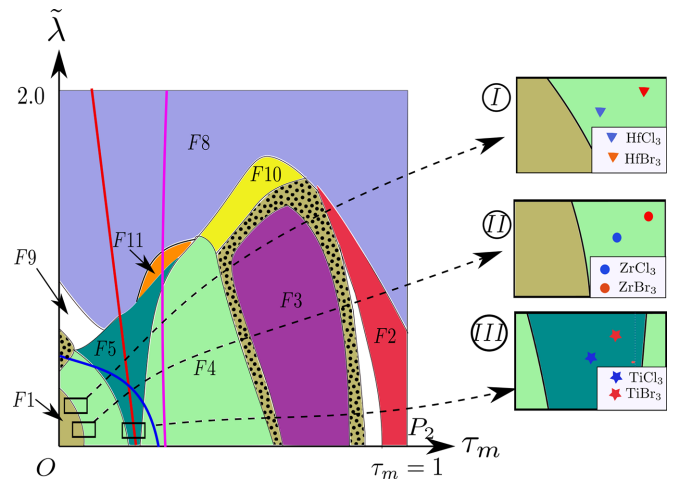 λ̃
2.0
F8
F10
F11
F9
F5
F3
F2
F4
F1
P₂
O
τₘ
τₘ = 1
I
HfCl₃
HfBr₃
II
ZrCl₃
ZrBr₃
III
TiCl₃
TiBr₃